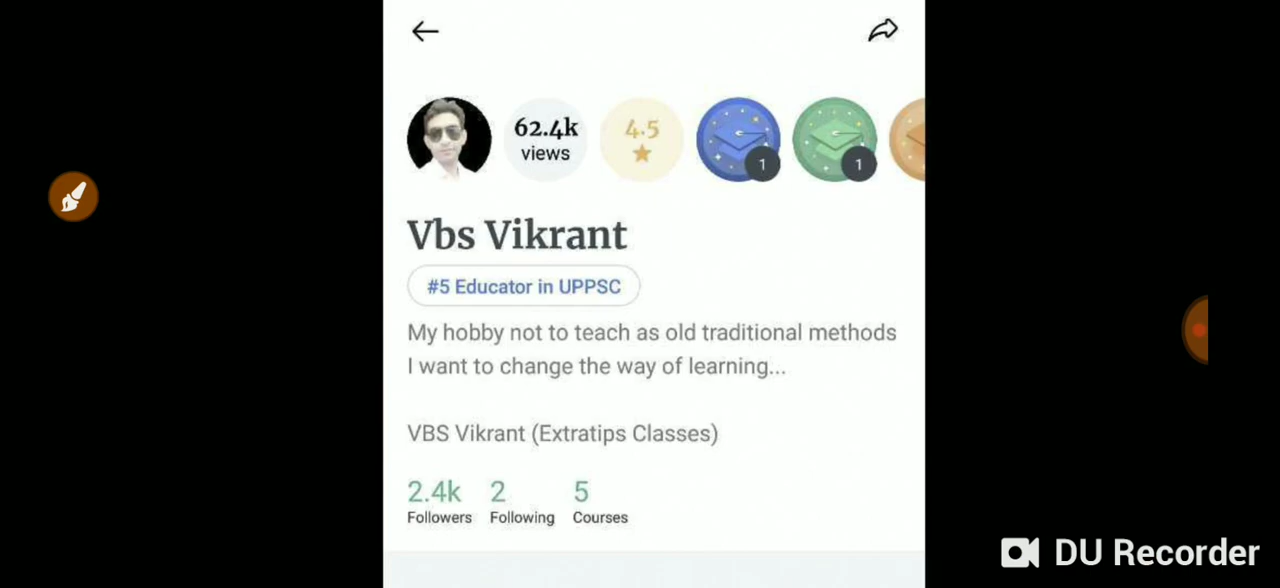 62.4k
views
4.5
1
1
Vbs Vikrant
#5 Educator in UPPSC
My hobby not to teach as old traditional methods
I want to change the way of learning...
VBS Vikrant (Extratips Classes)
2.4k 2 5
Followers Following Courses
DU Recorder